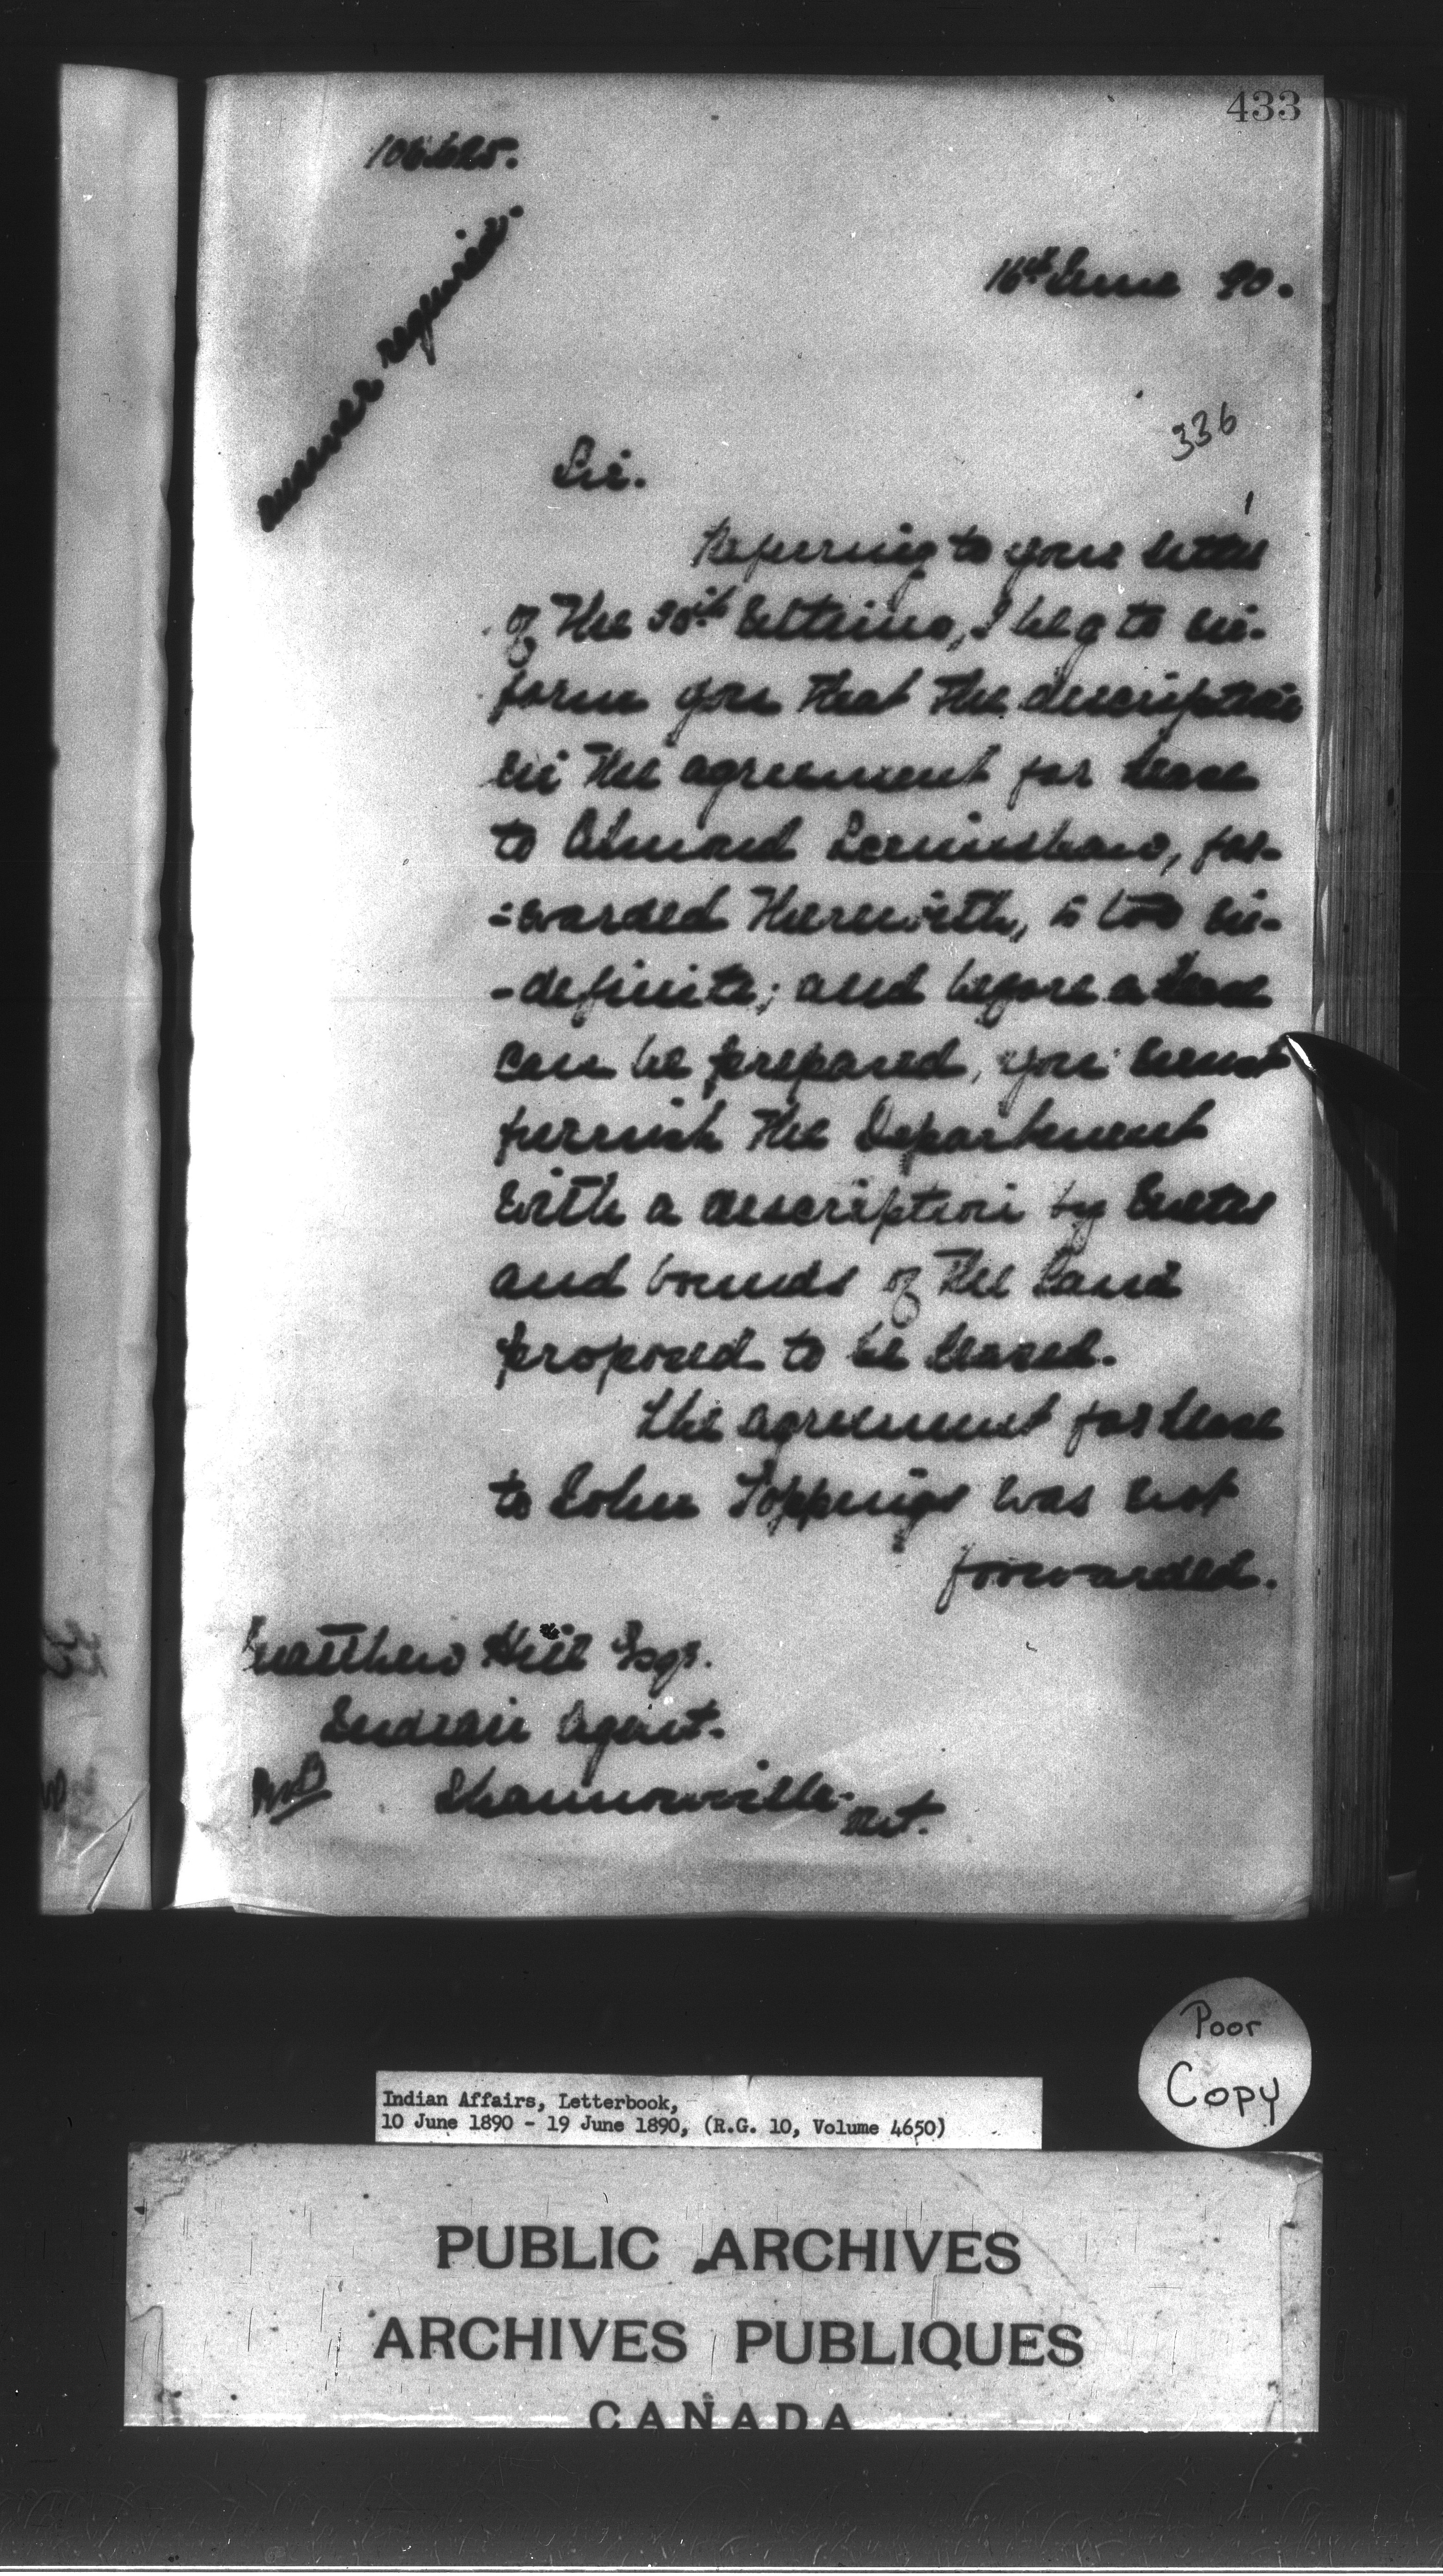 433
answer required.
16th June 90.
336
Sir.
Referring to your letter
of the 30th Ultimo, I beg to in-
form you that the description
in the agreement for lease
to, for-
=warded herewith, is too in-
-definite; and before a lease
can be prepared, you must
furnish the Department
with a description by metes
and bounds of the land
proposed to be leased.
The agreement for lease
to John Toppings was not
forwarded.
Matthew Hill Esqr.
Indian Agent.
Shannonville. Ont.
Poor
Copy
Indian Affairs, Letterbook,
10 June 1890 - 19 June 1890, (R.G. 10, Volume 4650)
PUBLIC ARCHIVES
ARCHIVES PUBLIQUES
CANADA